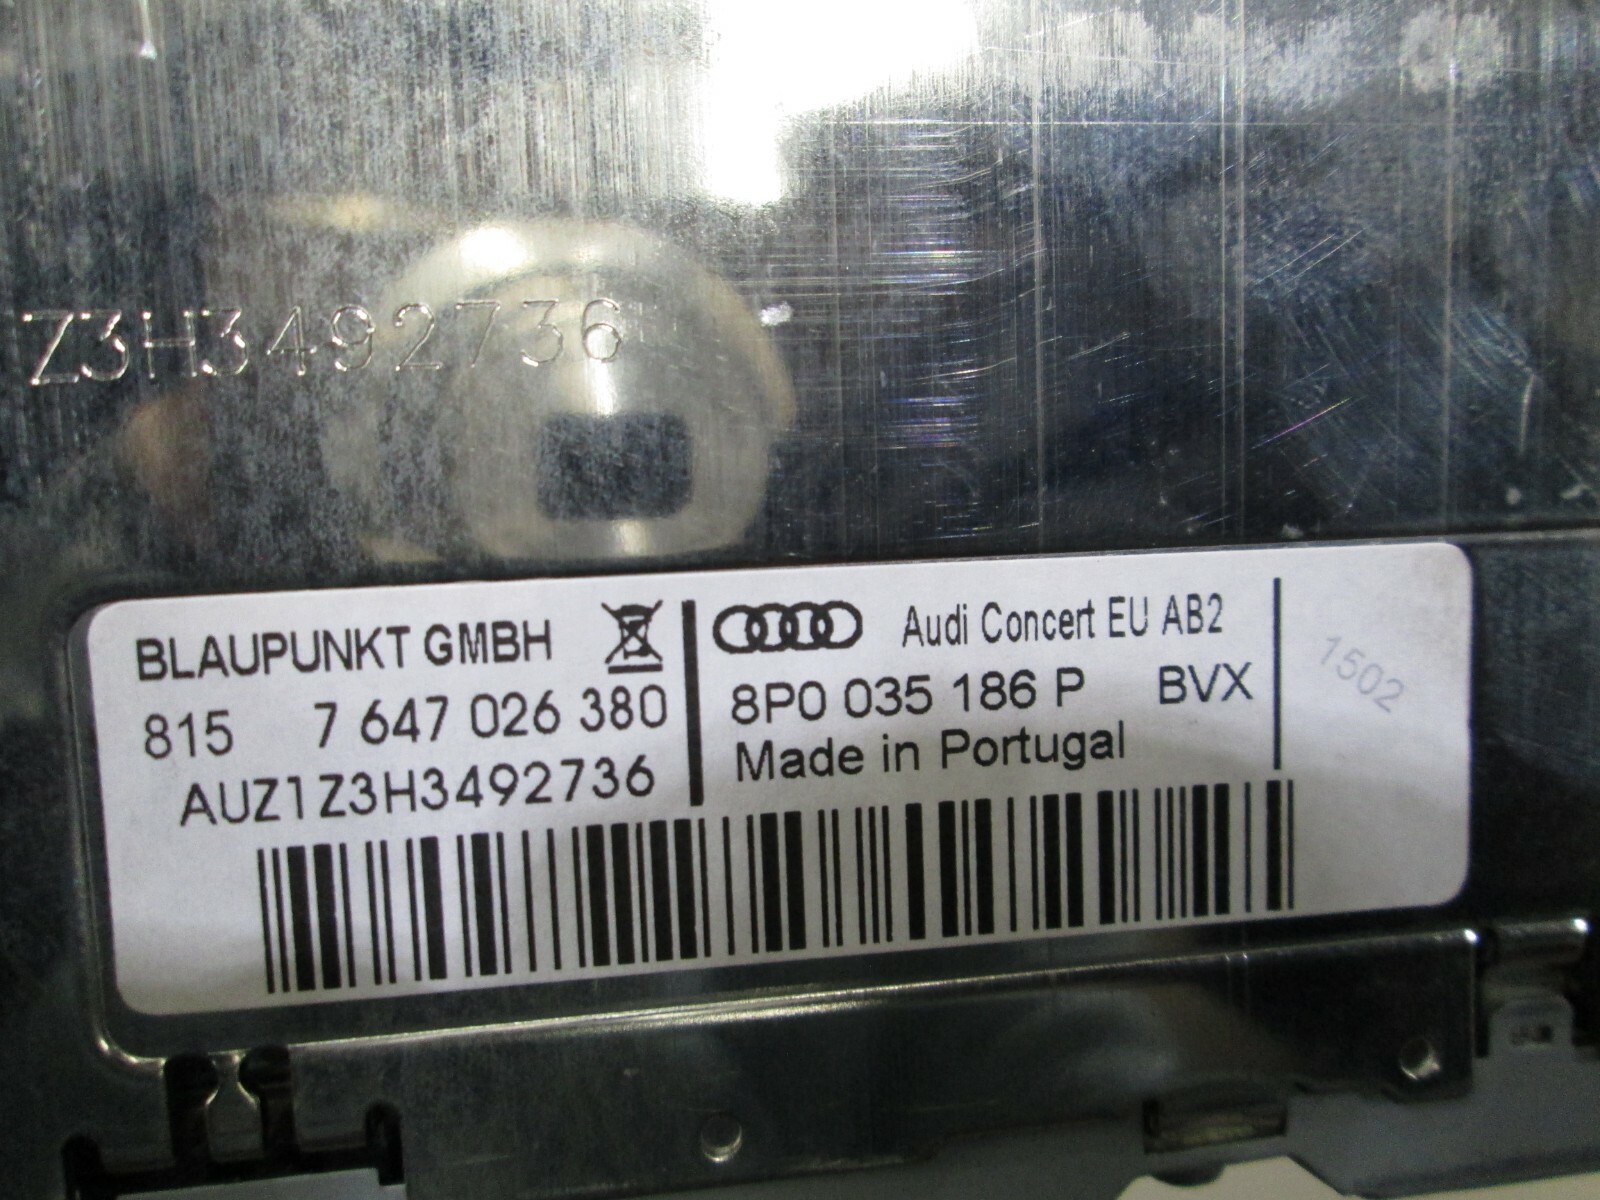 Z3H3492736
BLAUPUNKT GMBH
815 7 647 026 380
AUZ1Z3H3492736
Audi Concert EU AB2
8P0 035 186 P BVX
Made in Portugal
1502